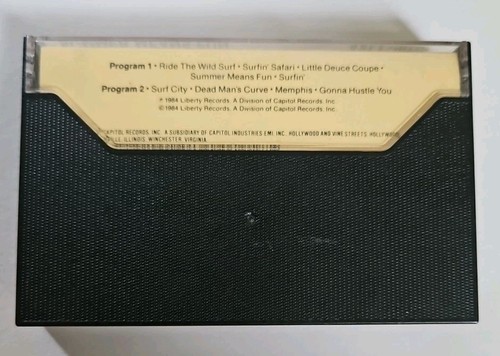 Program 1 • Ride The Wild Surf • Surfin' Safari • Little Deuce Coupe •
Summer Means Fun • Surfin'
Program 2 • Surf City • Dead Man's Curve • Memphis • Gonna Hustle You
℗ 1984 Liberty Records. A Division of Capitol Records, Inc.
© 1984 Liberty Records. A Division of Capitol Records, Inc.
CAPITOL RECORDS, INC. A SUBSIDIARY OF CAPITOL INDUSTRIES EMI, INC. HOLLYWOOD AND VINE STREETS, HOLLYWOOD,
ILLINOIS, WINCHESTER, VIRGINIA